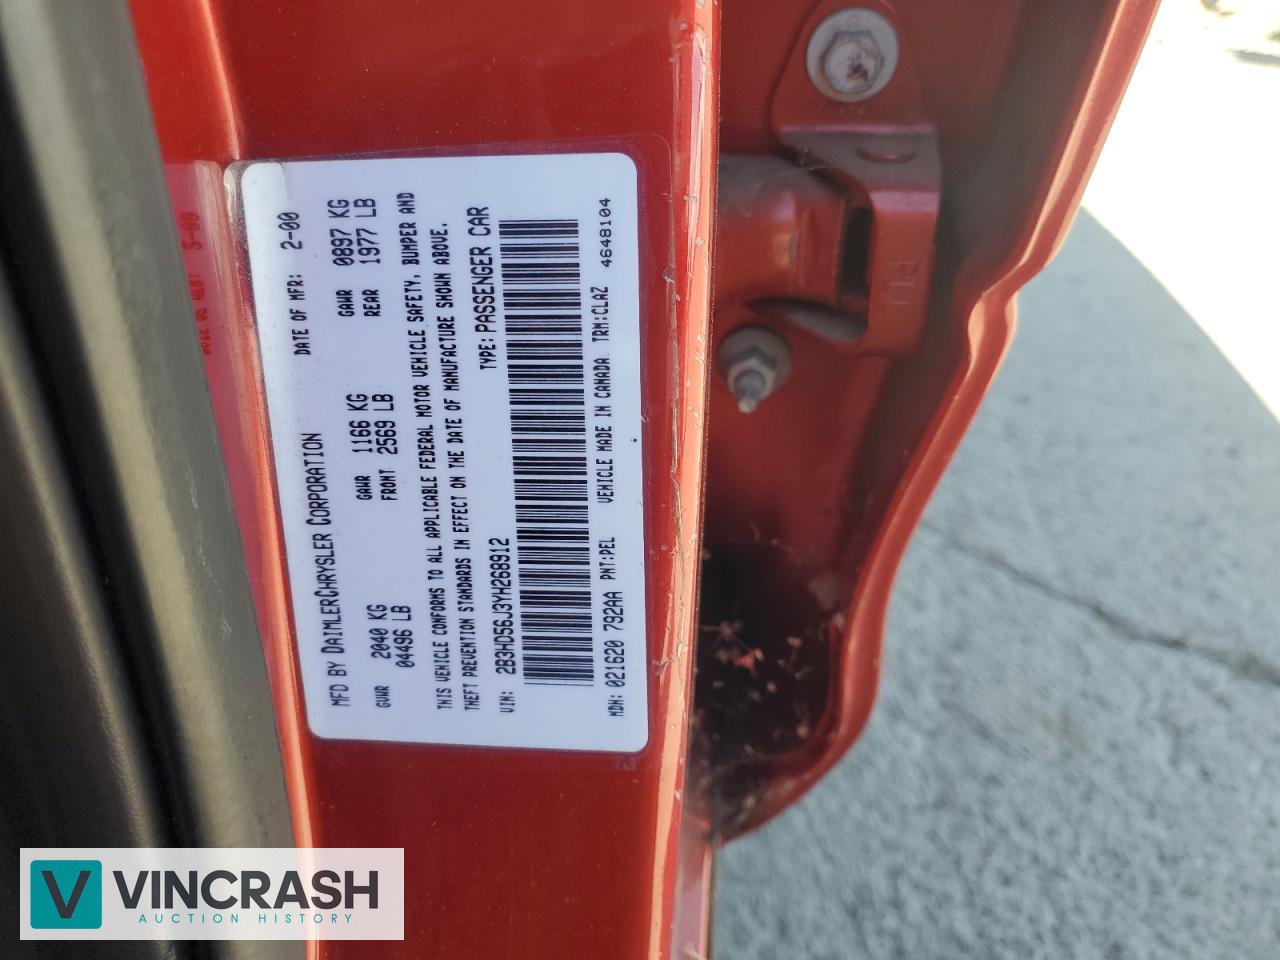 MFD BY DAIMLERCHRYSLER CORPORATION DATE OF MFR: 2-00
GVWR 2040 KG GAWR 1166 KG GAWR 0897 KG
04496 LB FRONT 2569 LB REAR 1977 LB
THIS VEHICLE CONFORMS TO ALL APPLICABLE FEDERAL MOTOR VEHICLE SAFETY, BUMPER AND
THEFT PREVENTION STANDARDS IN EFFECT ON THE DATE OF MANUFACTURE SHOWN ABOVE.
VIN: 2B3HD56J3YH268912 TYPE: PASSENGER CAR
MDH: 021620 792AA PNT:PEL VEHICLE MADE IN CANADA TRM:CLAZ 4648104
RLL
V VINCRASH
AUCTION HISTORY